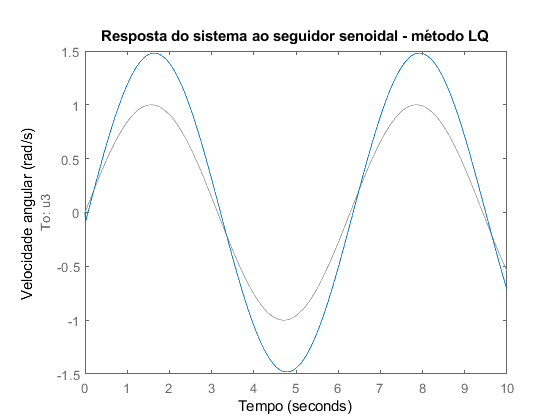 Resposta do sistema ao seguidor senoidal - método LQ
Velocidade angular (rad/s)
To: u3
1.5
1
0.5
0
-0.5
-1
-1.5
0 1 2 3 4 5 6 7 8 9 10
Tempo (seconds)